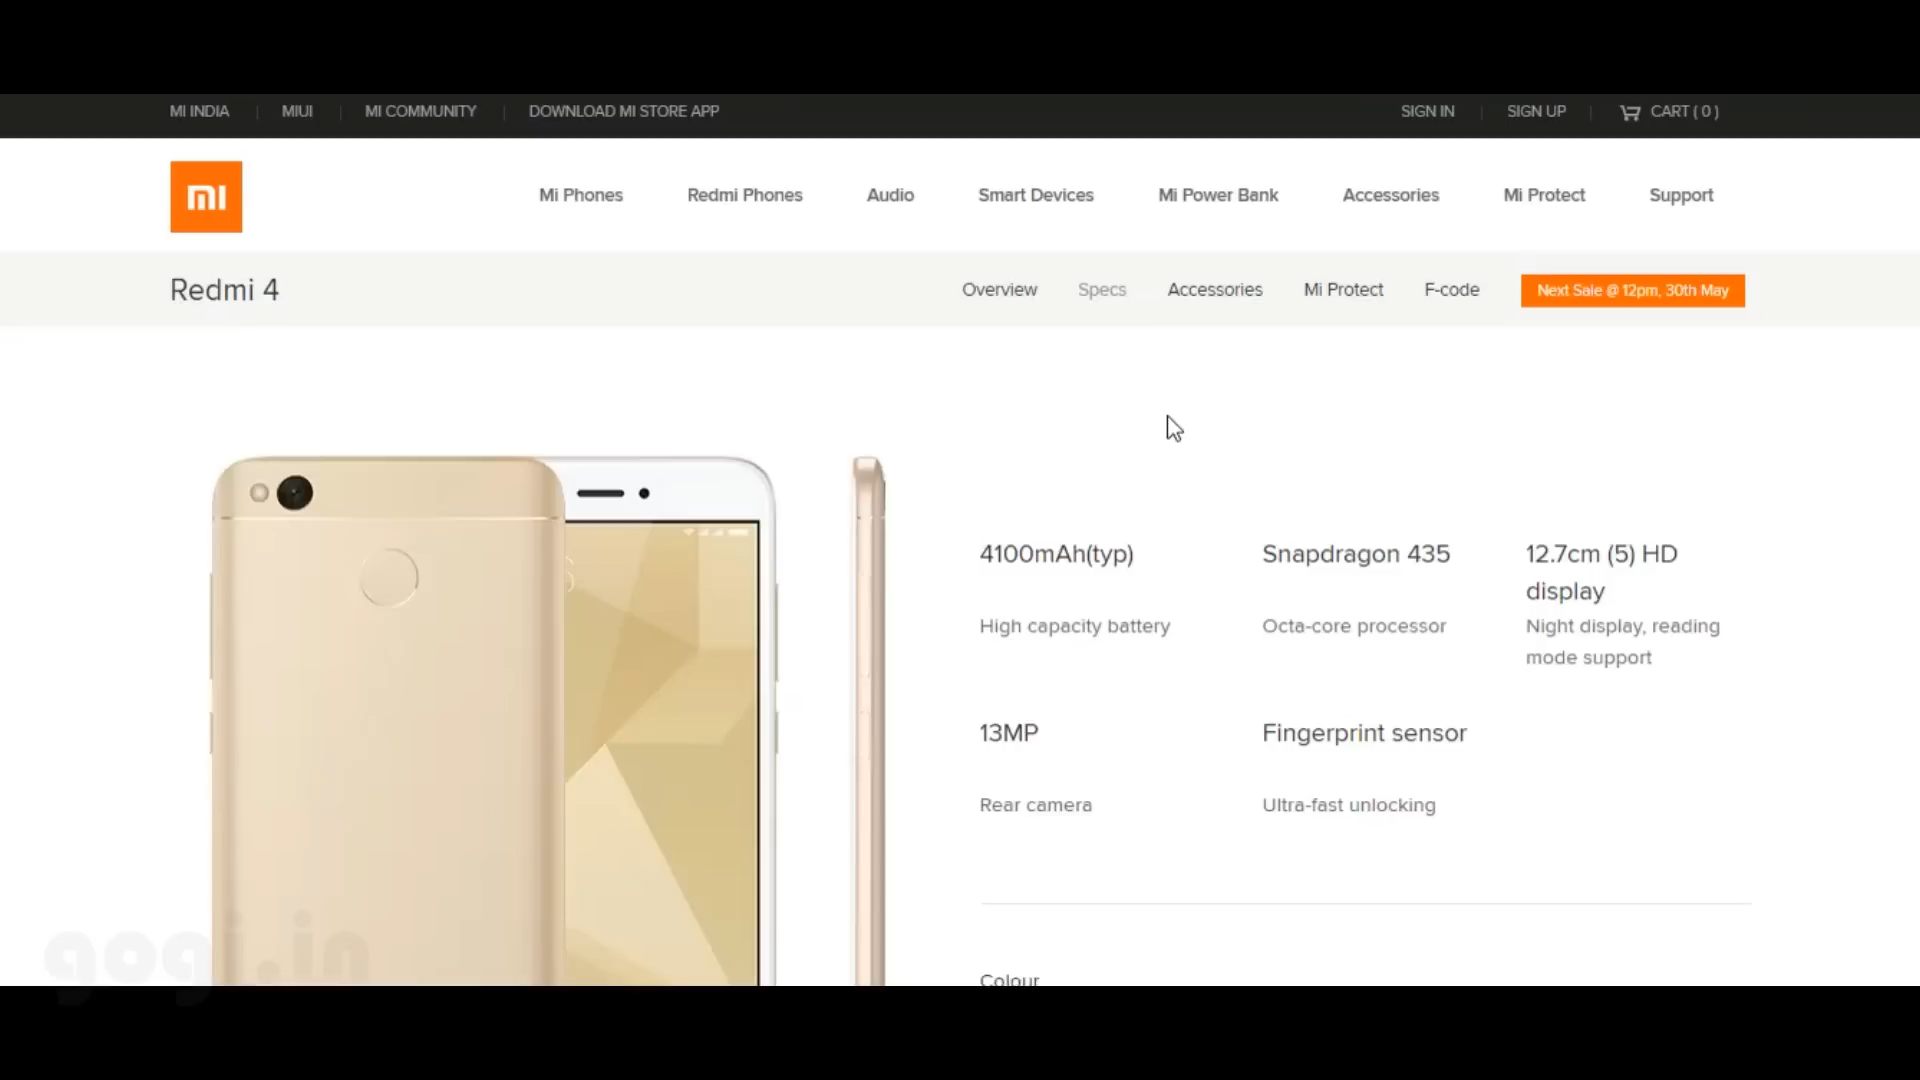 MI INDIA MIUI MI COMMUNITY DOWNLOAD MI STORE APP SIGN IN SIGN UP CART ( 0 )
mi Mi Phones Redmi Phones Audio Smart Devices Mi Power Bank Accessories Mi Protect Support
Redmi 4 Overview Specs Accessories Mi Protect F-code Next Sale @ 12pm, 30th May
4100mAh(typ) Snapdragon 435 12.7cm (5) HD
display
High capacity battery Octa-core processor Night display, reading
mode support
13MP Fingerprint sensor
Rear camera Ultra-fast unlocking
gogi.in
Colour